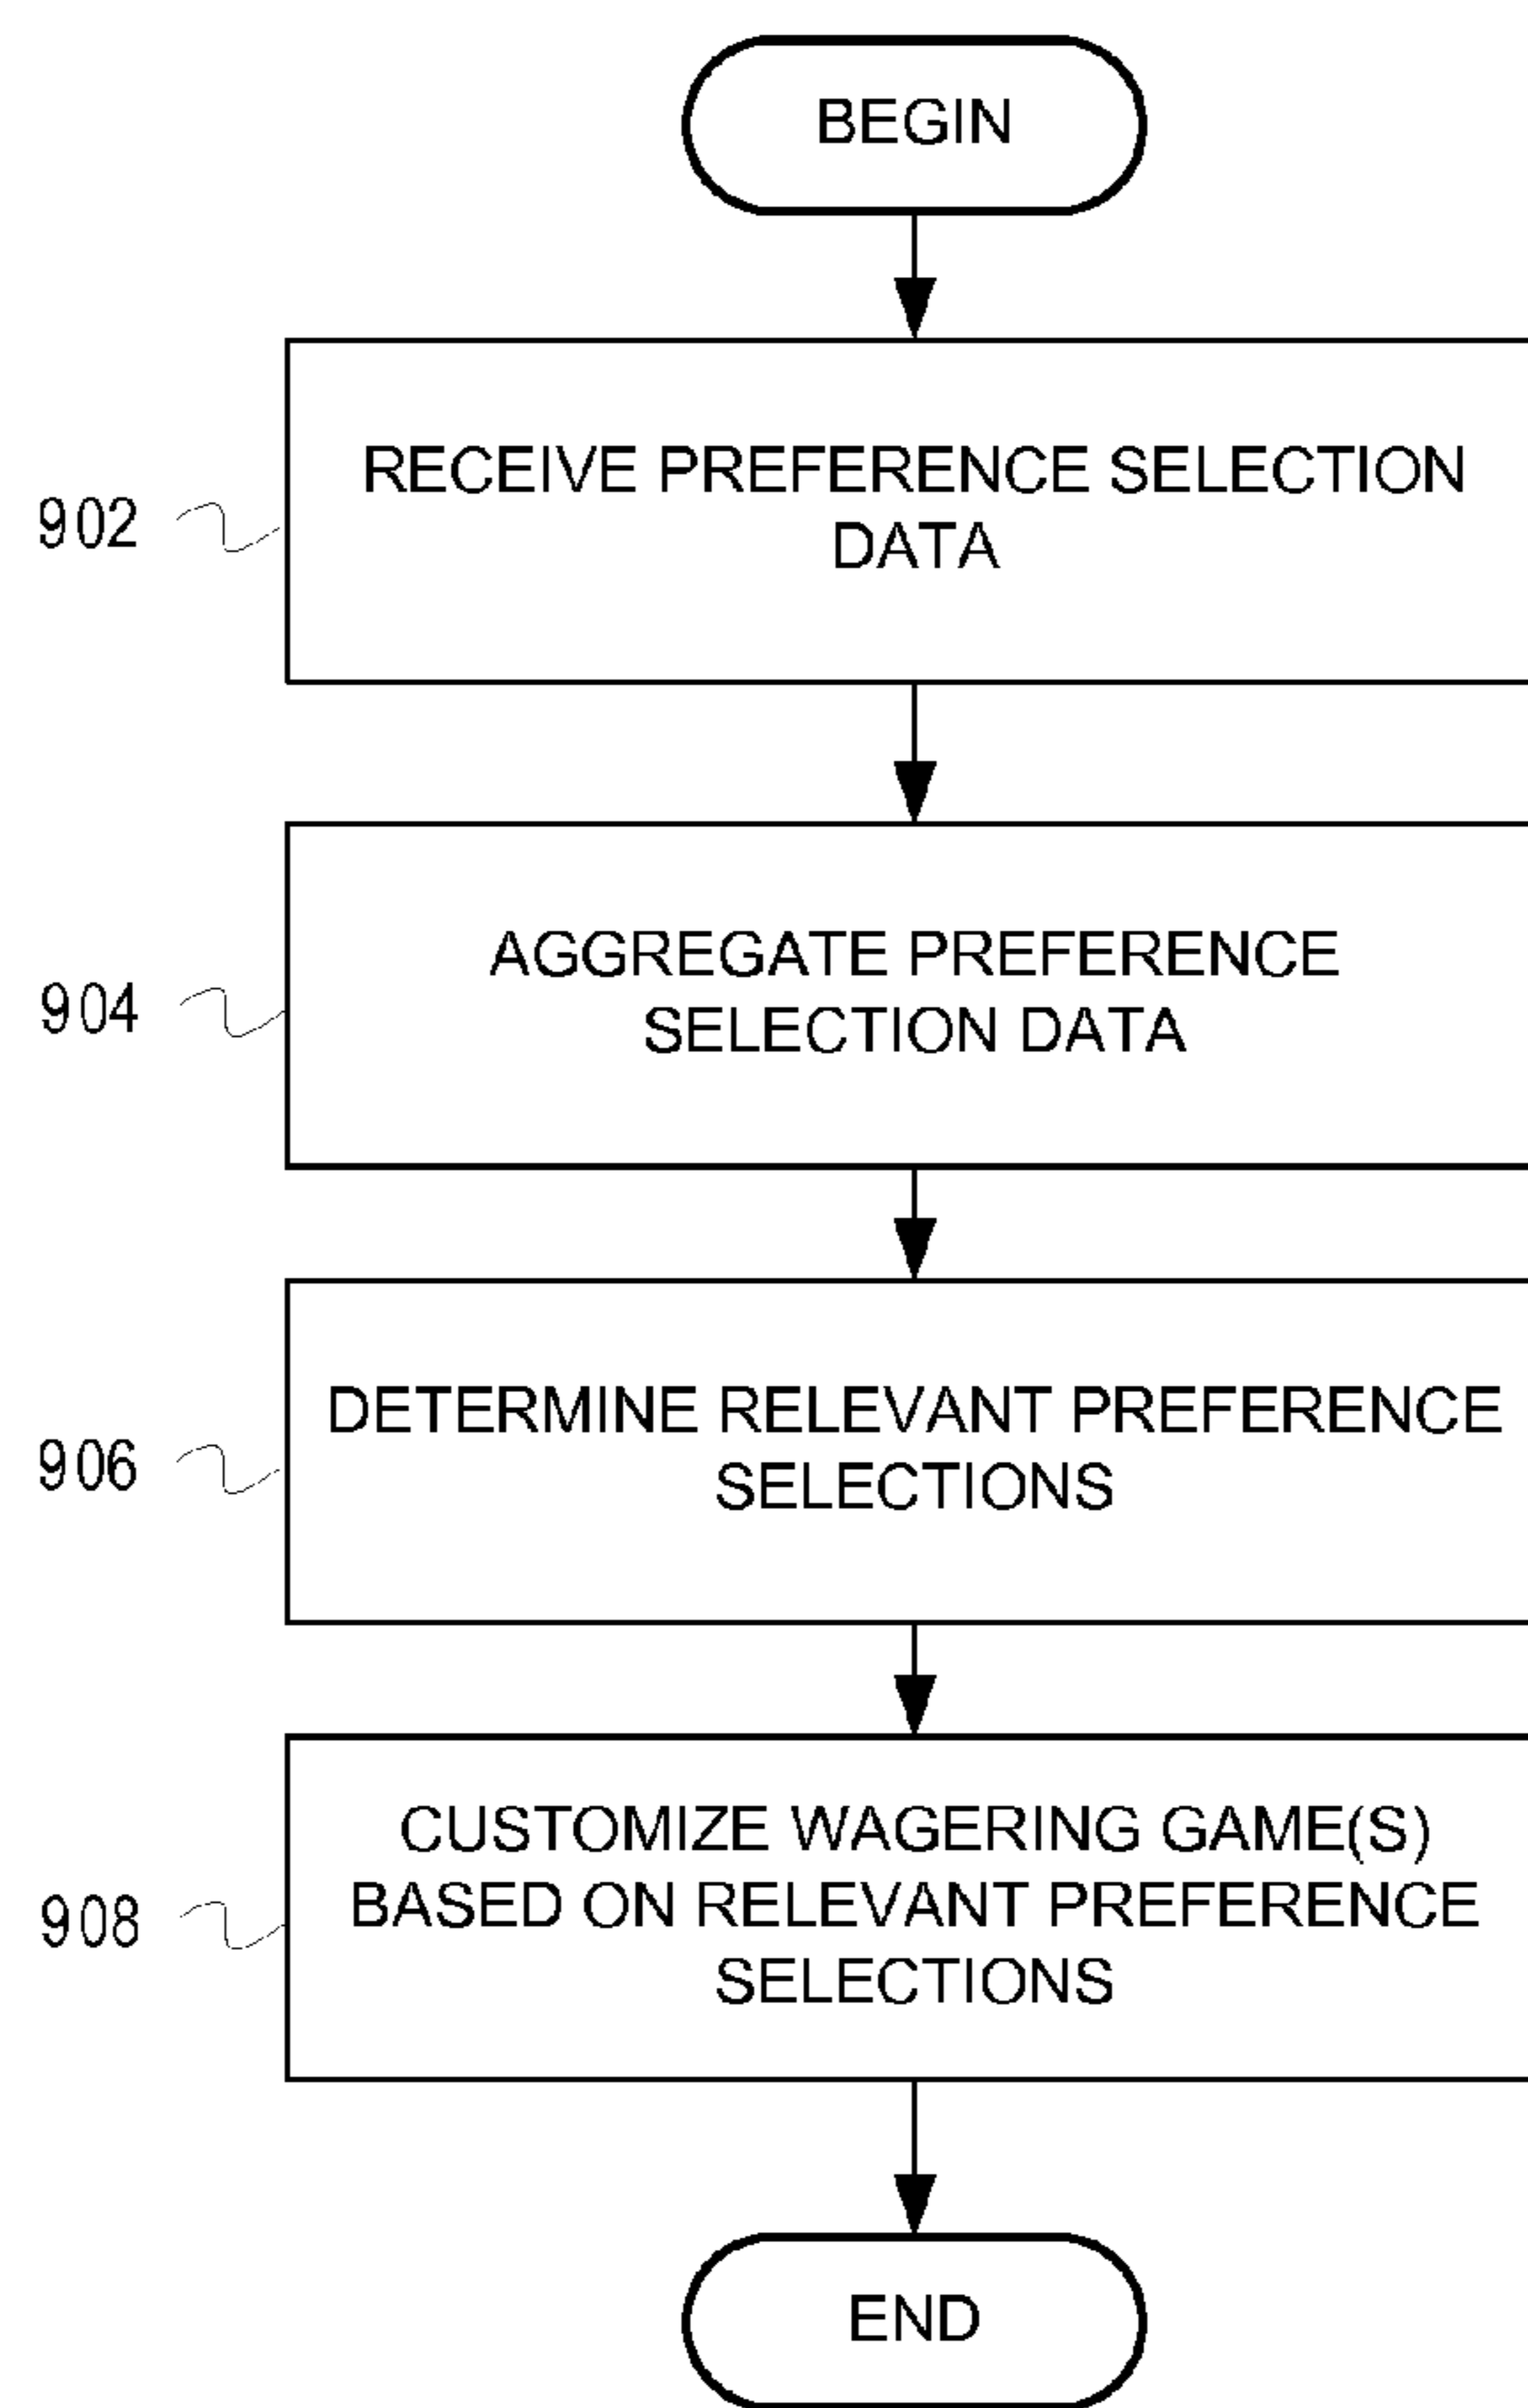 BEGIN
RECEIVE PREFERENCE SELECTION
DATA
902
AGGREGATE PREFERENCE
SELECTION DATA
904
DETERMINE RELEVANT PREFERENCE
SELECTIONS
906
CUSTOMIZE WAGERING GAME(S)
BASED ON RELEVANT PREFERENCE
SELECTIONS
908
END